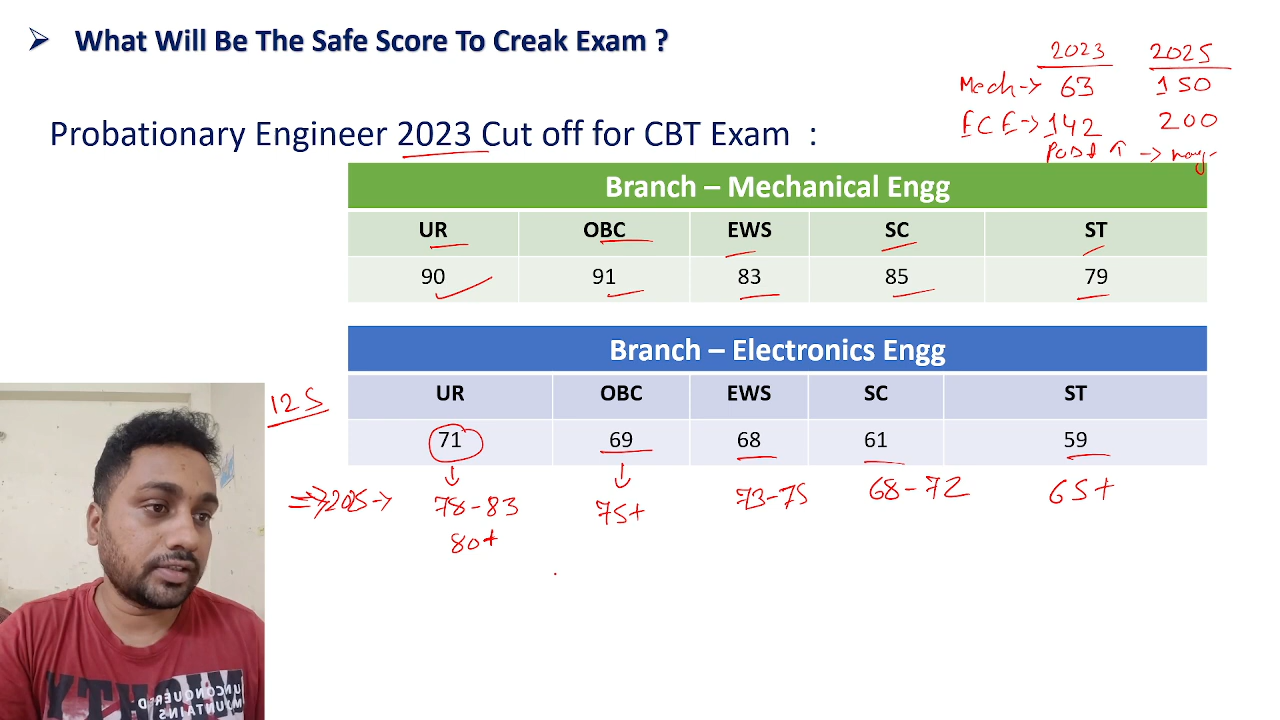 ➤ What Will Be The Safe Score To Creak Exam ?
2023 2025
Mech → 63 150
ECE → 142 200
Post ↑ →
Probationary Engineer 2023 Cut off for CBT Exam :
Branch – Mechanical Engg
UR OBC EWS SC ST
90 91 83 85 79
Branch – Electronics Engg
UR OBC EWS SC ST
125
71 69 68 61 59
78-83 75+ 73-75 68-72 65+
80+
UNCONQUERED
MOUNTAINS